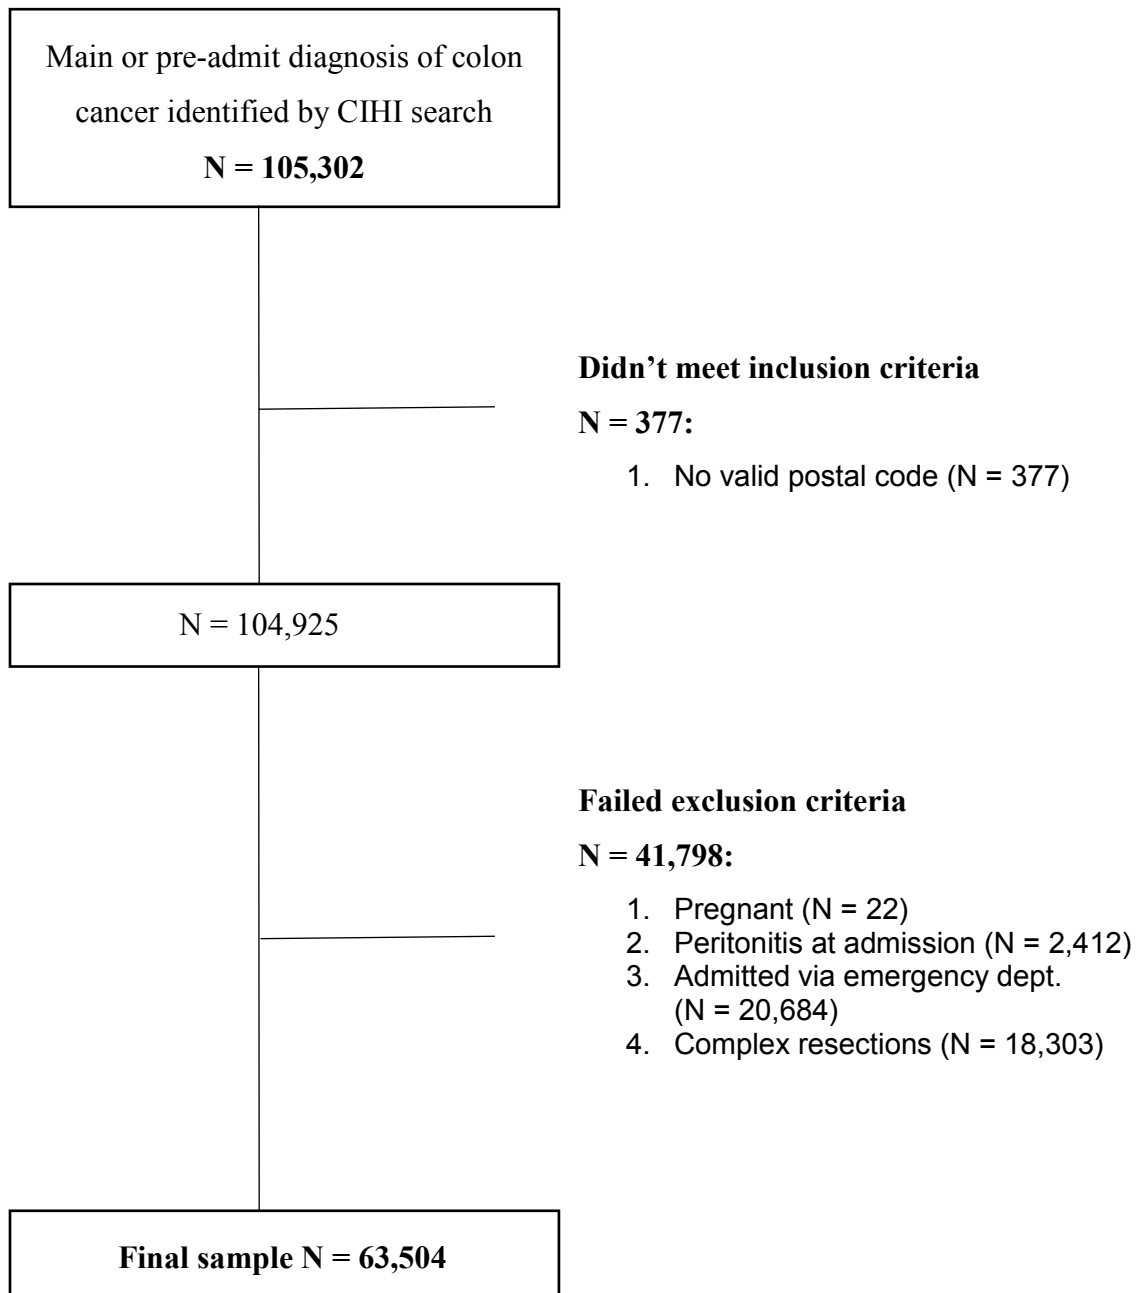 Main or pre-admit diagnosis of colon
cancer identified by CIHI search
N = 105,302
Didn’t meet inclusion criteria
N = 377:
1. No valid postal code (N = 377)
N = 104,925
Failed exclusion criteria
N = 41,798:
1. Pregnant (N = 22)
2. Peritonitis at admission (N = 2,412)
3. Admitted via emergency dept.
(N = 20,684)
4. Complex resections (N = 18,303)
Final sample N = 63,504